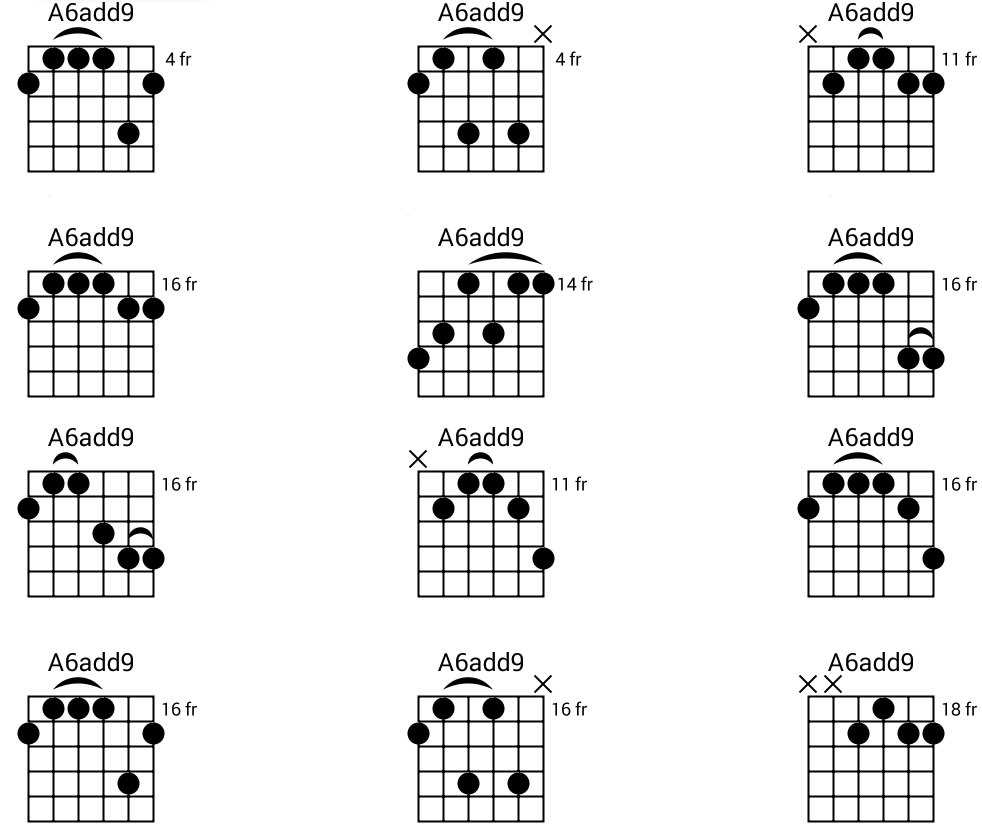 A6add9 A6add9 A6add9
4 fr × 4 fr × 11 fr
A6add9 A6add9 A6add9
16 fr 14 fr 16 fr
A6add9 A6add9 A6add9
16 fr × 11 fr 16 fr
A6add9 A6add9 A6add9
16 fr × 16 fr × × 18 fr